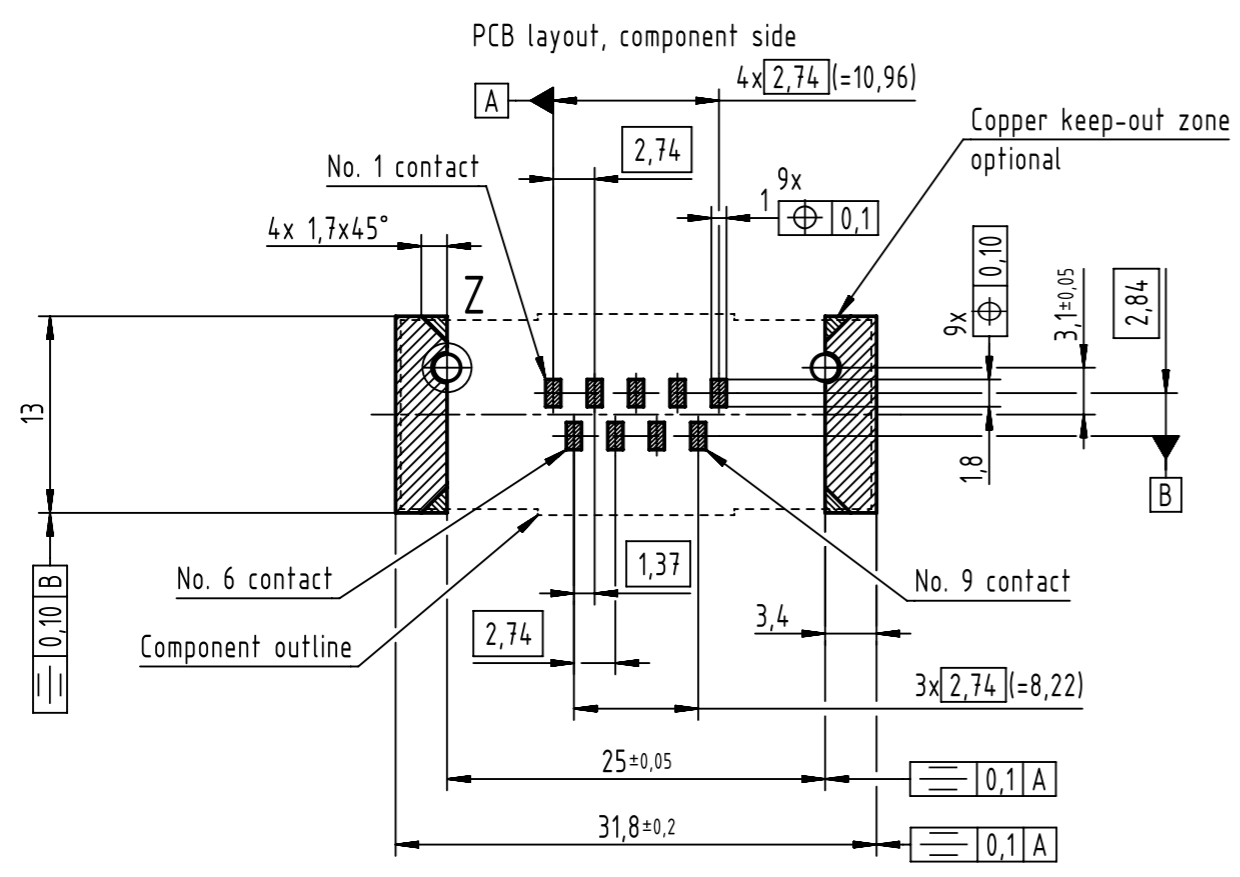 PCB layout, component side
4x 2,74 (=10,96)
A
Copper keep-out zone
optional
2,74
No. 1 contact
9x
1
⌖ 0,1
4x 1,7x45°
Z
9x
⌖ 0,10
3,1±0,05
2,84
13
1,8
B
No. 6 contact
1,37
No. 9 contact
⌯ 0,10 B
Component outline
2,74
3,4
3x 2,74 (=8,22)
25±0,05
⌯ 0,1 A
31,8±0,2
⌯ 0,1 A